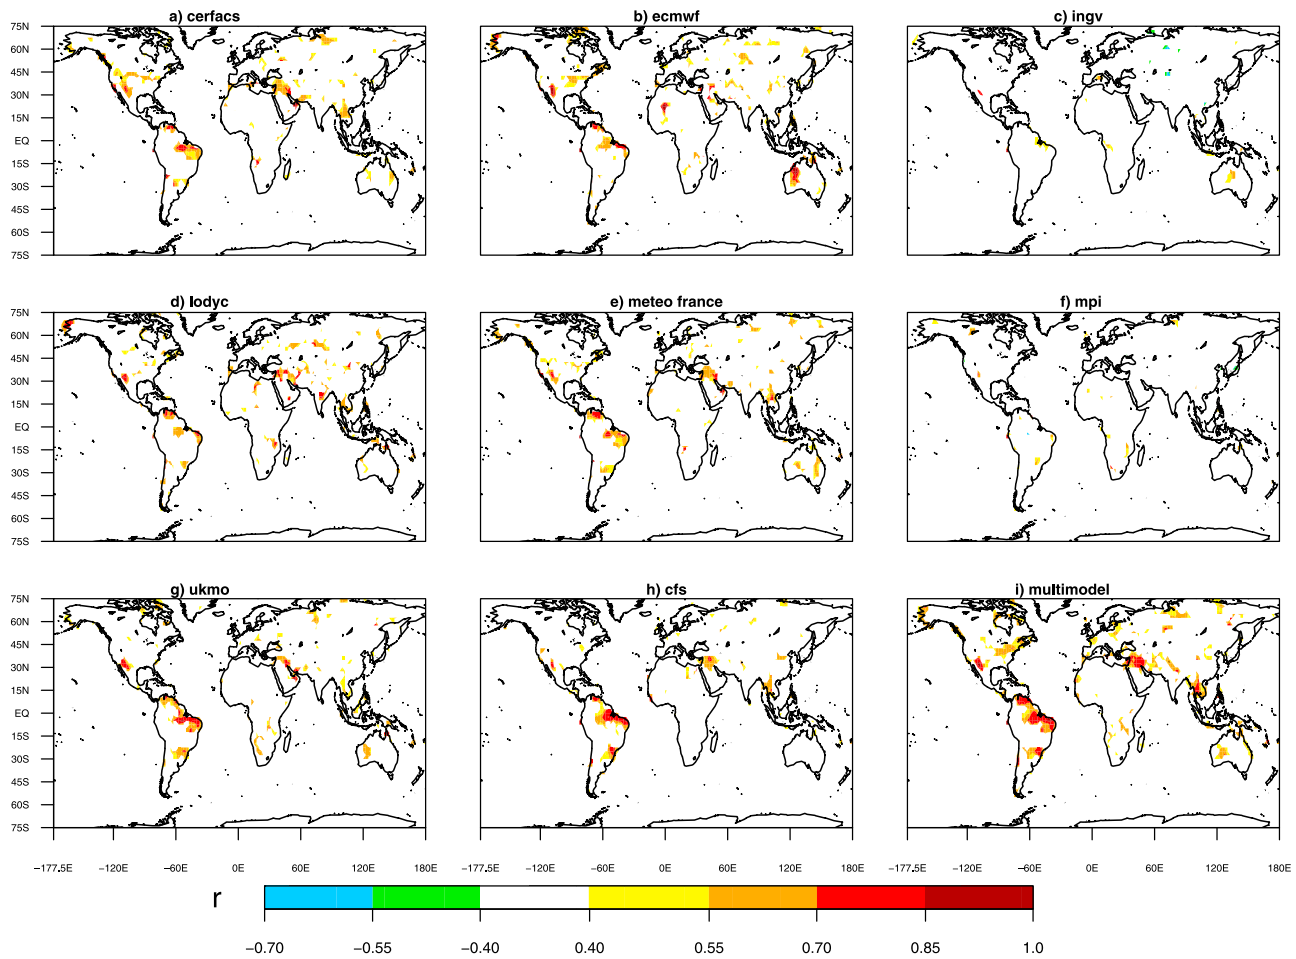 a) cerfacs
b) ecmwf
c) ingv
75N
60N
45N
30N
15N
EQ
15S
30S
45S
60S
75S
d) lodyc
e) meteo france
f) mpi
75N
60N
45N
30N
15N
EQ
15S
30S
45S
60S
75S
g) ukmo
h) cfs
i) multimodel
75N
60N
45N
30N
15N
EQ
15S
30S
45S
60S
75S
−177.5E −120E −60E 0E 60E 120E 180E
−177.5E −120E −60E 0E 60E 120E 180E
−177.5E −120E −60E 0E 60E 120E 180E
r
−0.70 −0.55 −0.40 0.40 0.55 0.70 0.85 1.0